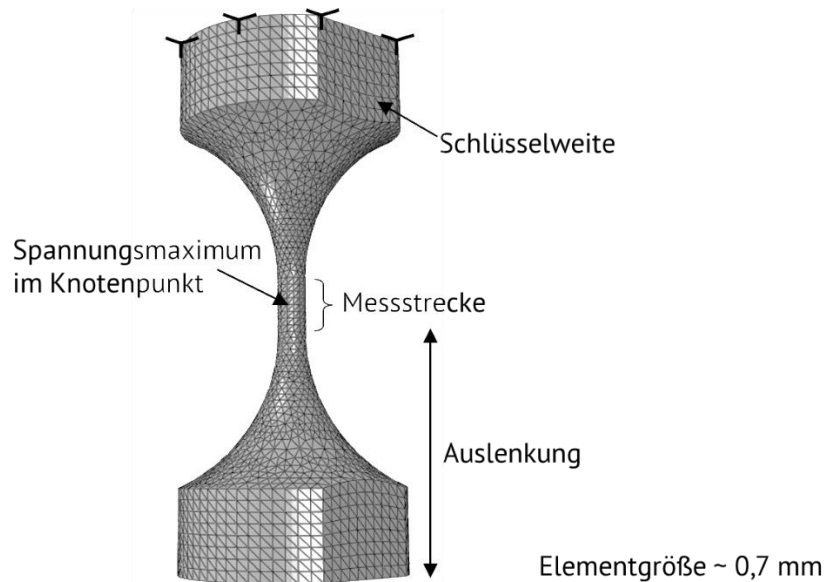 Schlüsselweite
Spannungsmaximum
im Knotenpunkt
Messstrecke
Auslenkung
Elementgröße ~ 0,7 mm